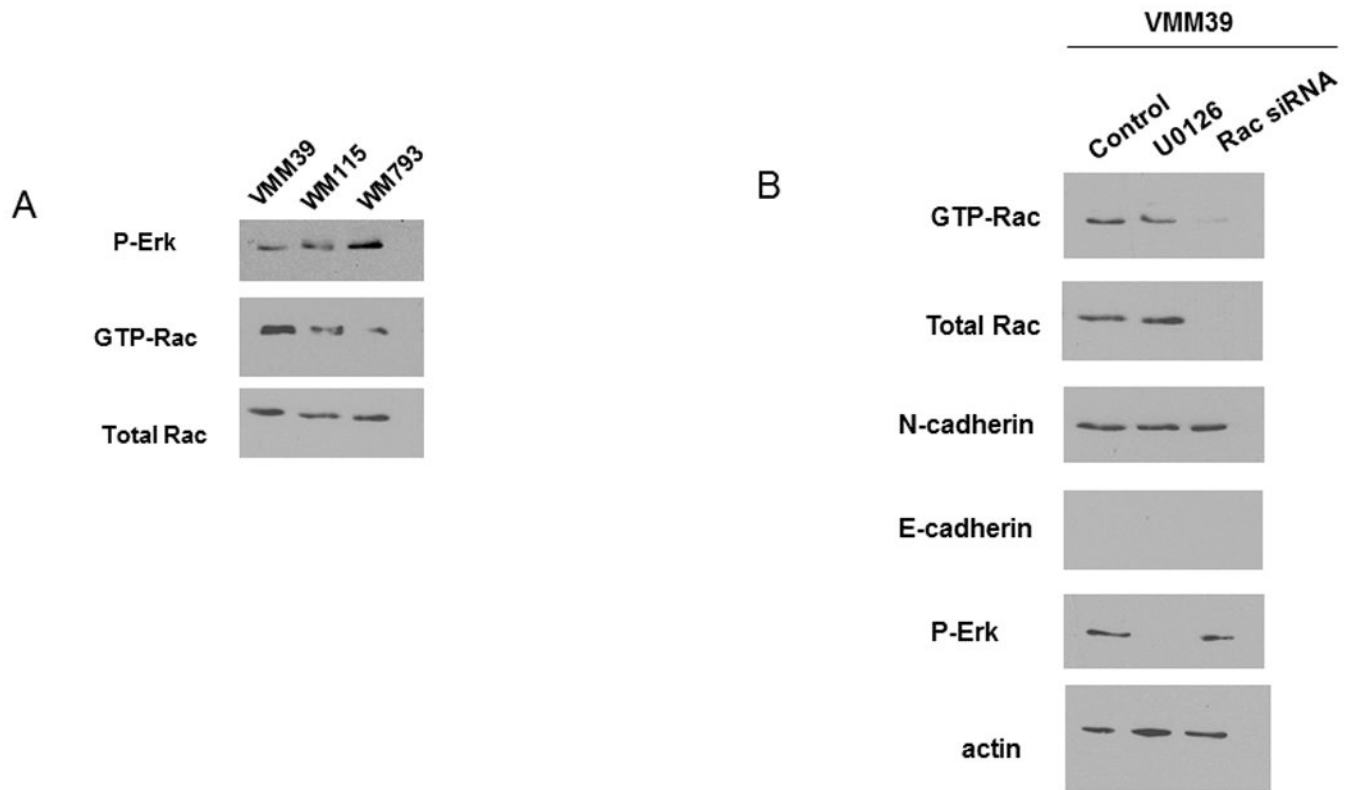 A
VMM39 WM115 WM793
P-Erk
GTP-Rac
Total Rac
B
VMM39
Control U0126 Rac siRNA
GTP-Rac
Total Rac
N-cadherin
E-cadherin
P-Erk
actin